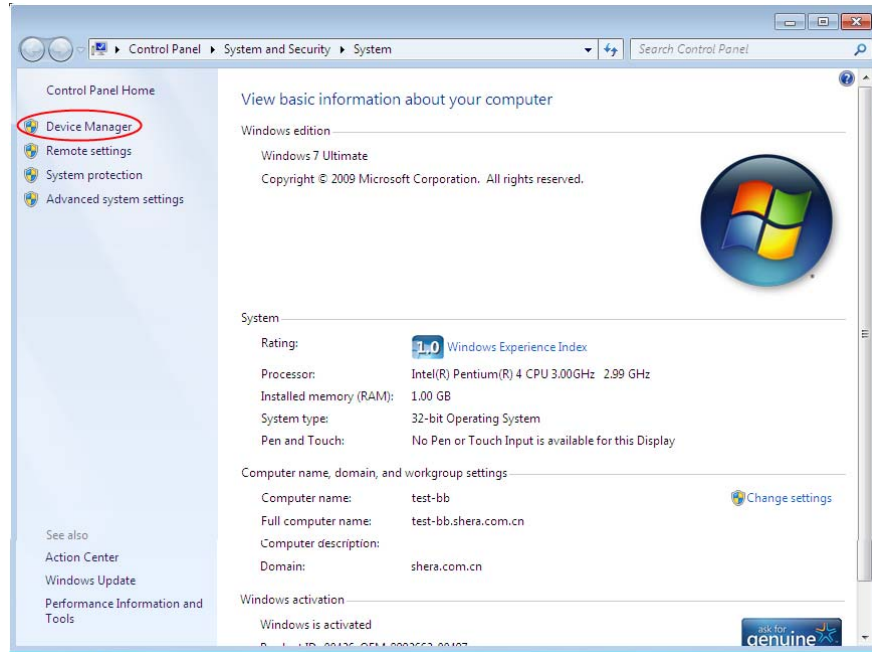 Control Panel ▸ System and Security ▸ System
Search Control Panel
Control Panel Home
Device Manager
Remote settings
System protection
Advanced system settings
See also
Action Center
Windows Update
Performance Information and
Tools
View basic information about your computer
Windows edition
Windows 7 Ultimate
Copyright © 2009 Microsoft Corporation. All rights reserved.
System
Rating:
1.0 Windows Experience Index
Processor: Intel(R) Pentium(R) 4 CPU 3.00GHz 2.99 GHz
Installed memory (RAM): 1.00 GB
System type: 32-bit Operating System
Pen and Touch: No Pen or Touch Input is available for this Display
Computer name, domain, and workgroup settings
Computer name: test-bb
Change settings
Full computer name: test-bb.shera.com.cn
Computer description:
Domain: shera.com.cn
Windows activation
Windows is activated
ask for
genuine